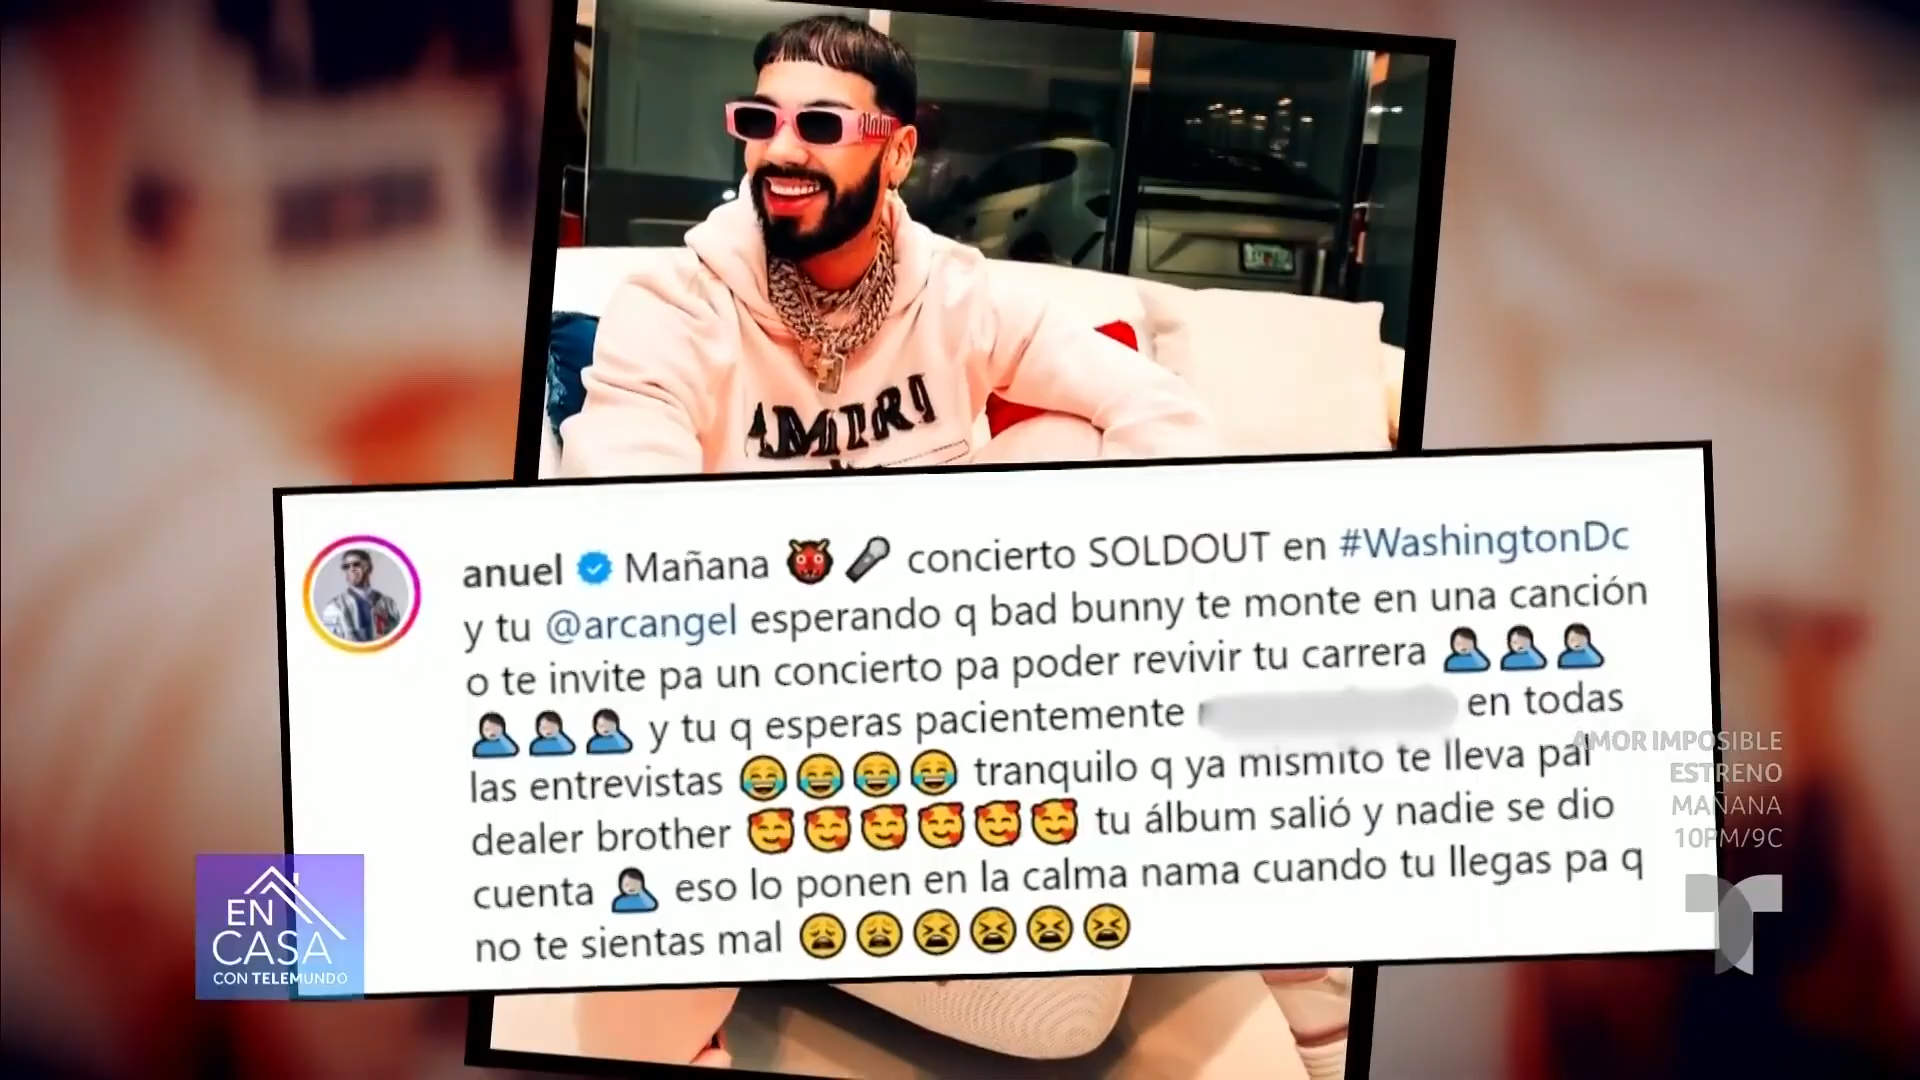 AMIRI
anuel Mañana 👹🎤 concierto SOLDOUT en #WashingtonDc
y tu @arcangel esperando q bad bunny te monte en una canción
o te invite pa un concierto pa poder revivir tu carrera 🤦🏻‍♂️🤦🏻‍♂️🤦🏻‍♂️
🤦🏻‍♂️🤦🏻‍♂️🤦🏻‍♂️ y tu q esperas pacientemente en todas
las entrevistas 😂😂😂😂 tranquilo q ya mismito te lleva pal
dealer brother 🥰🥰🥰🥰🥰🥰 tu álbum salió y nadie se dio
cuenta 🤦🏻‍♂️ eso lo ponen en la calma nama cuando tu llegas pa q
no te sientas mal 😩😩😫😫😫😫
AMOR IMPOSIBLE
ESTRENO
MAÑANA
10PM/9C
EN
CASA
CON TELEMUNDO